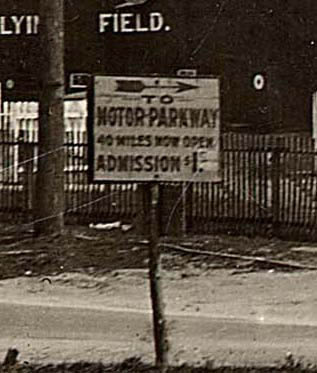 FIELD.
TO
MOTOR-PARKWAY
40 MILES NOW OPEN
ADMISSION $1.